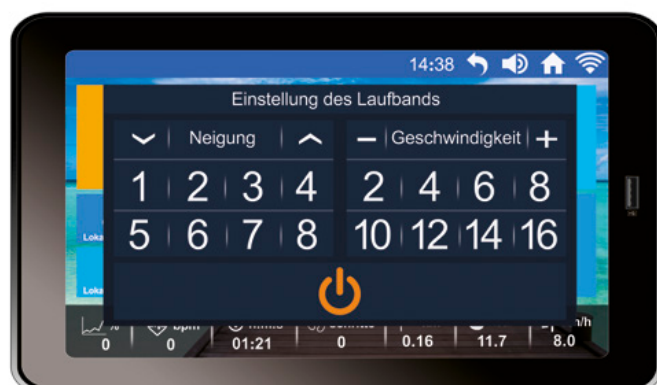 14:38
Einstellung des Laufbands
Neigung
− Geschwindigkeit +
1 2 3 4
2 4 6 8
5 6 7 8
10 12 14 16
Loka
Loka
% bpm
0 0 01:21 0 0.16 11.7 8.0